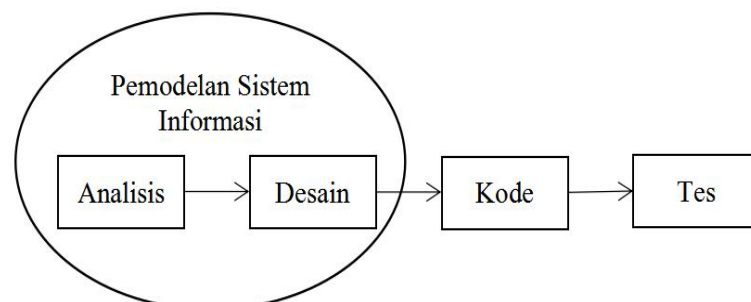 Pemodelan Sistem
Informasi
Analisis
Desain
Kode
Tes